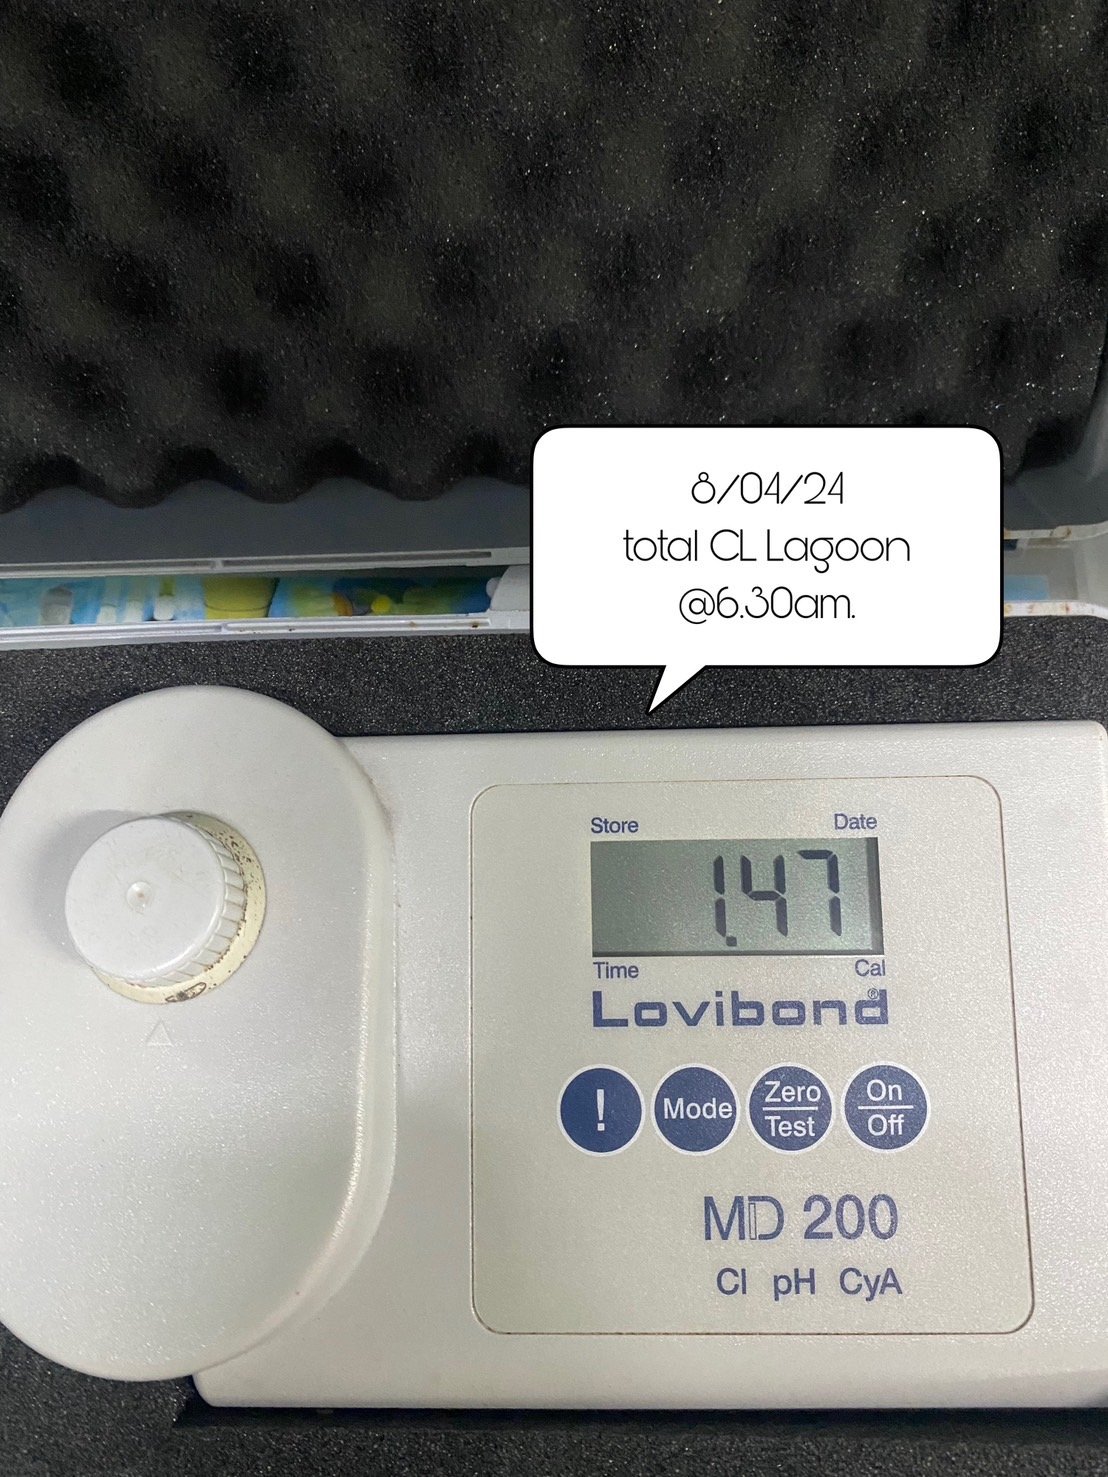 8/04/24
total CL Lagoon
@6.30am.
Store Date
1.47
Time Cal
Lovibond®
! Mode Zero/Test On/Off
MD 200
Cl pH CyA